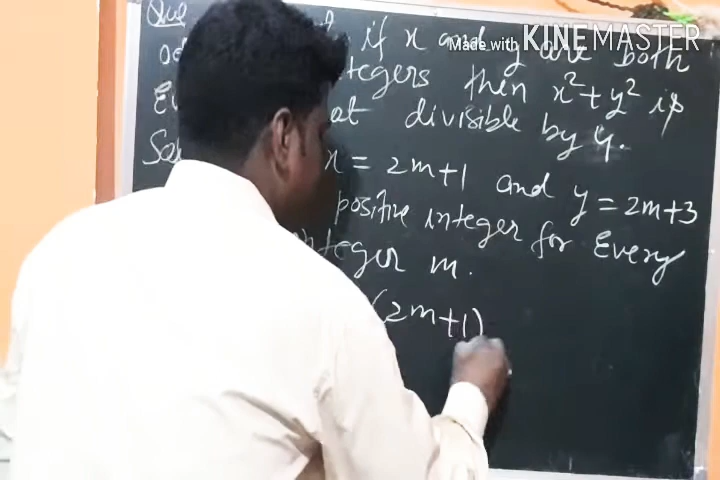 Que if x and y are both
Made with KINEMASTER
tegers then x² + y² is
at divisible by 4.
x = 2m+1 and y = 2m+3
positive integer for Every
nteger m.
(2m+1)